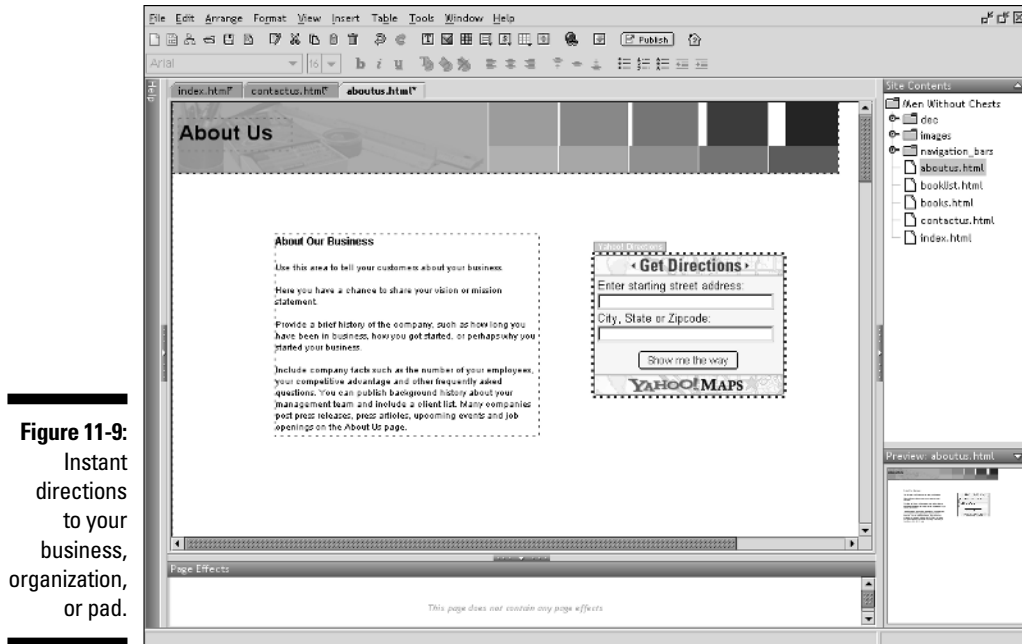 File Edit Arrange Format View Insert Table Tools Window Help
Publish
Arial 16 b i u
Help
index.html* contactus.html* aboutus.html*
About Us
About Our Business
Use this area to tell your customers about your business.
Here you have a chance to share your vision or mission
statement.
Provide a brief history of the company, such as how long you
have been in business, how you got started, or perhaps why you
started your business.
Include company facts such as the number of your employees,
your competitive advantage and other frequently asked
questions. You can publish background history about your
management team and include a client list. Many companies
post press releases, press articles, upcoming events and job
openings on the About Us page.
Yahoo! Directions
Get Directions
Enter starting street address:
City, State or Zipcode:
Show me the way
YAHOO! MAPS
Site Contents
Men Without Chests
doc
images
navigation_bars
aboutus.html
booklist.html
books.html
contactus.html
index.html
Preview: aboutus.html
Page Effects
This page does not contain any page effects
Figure 11-9:
Instant
directions
to your
business,
organization,
or pad.